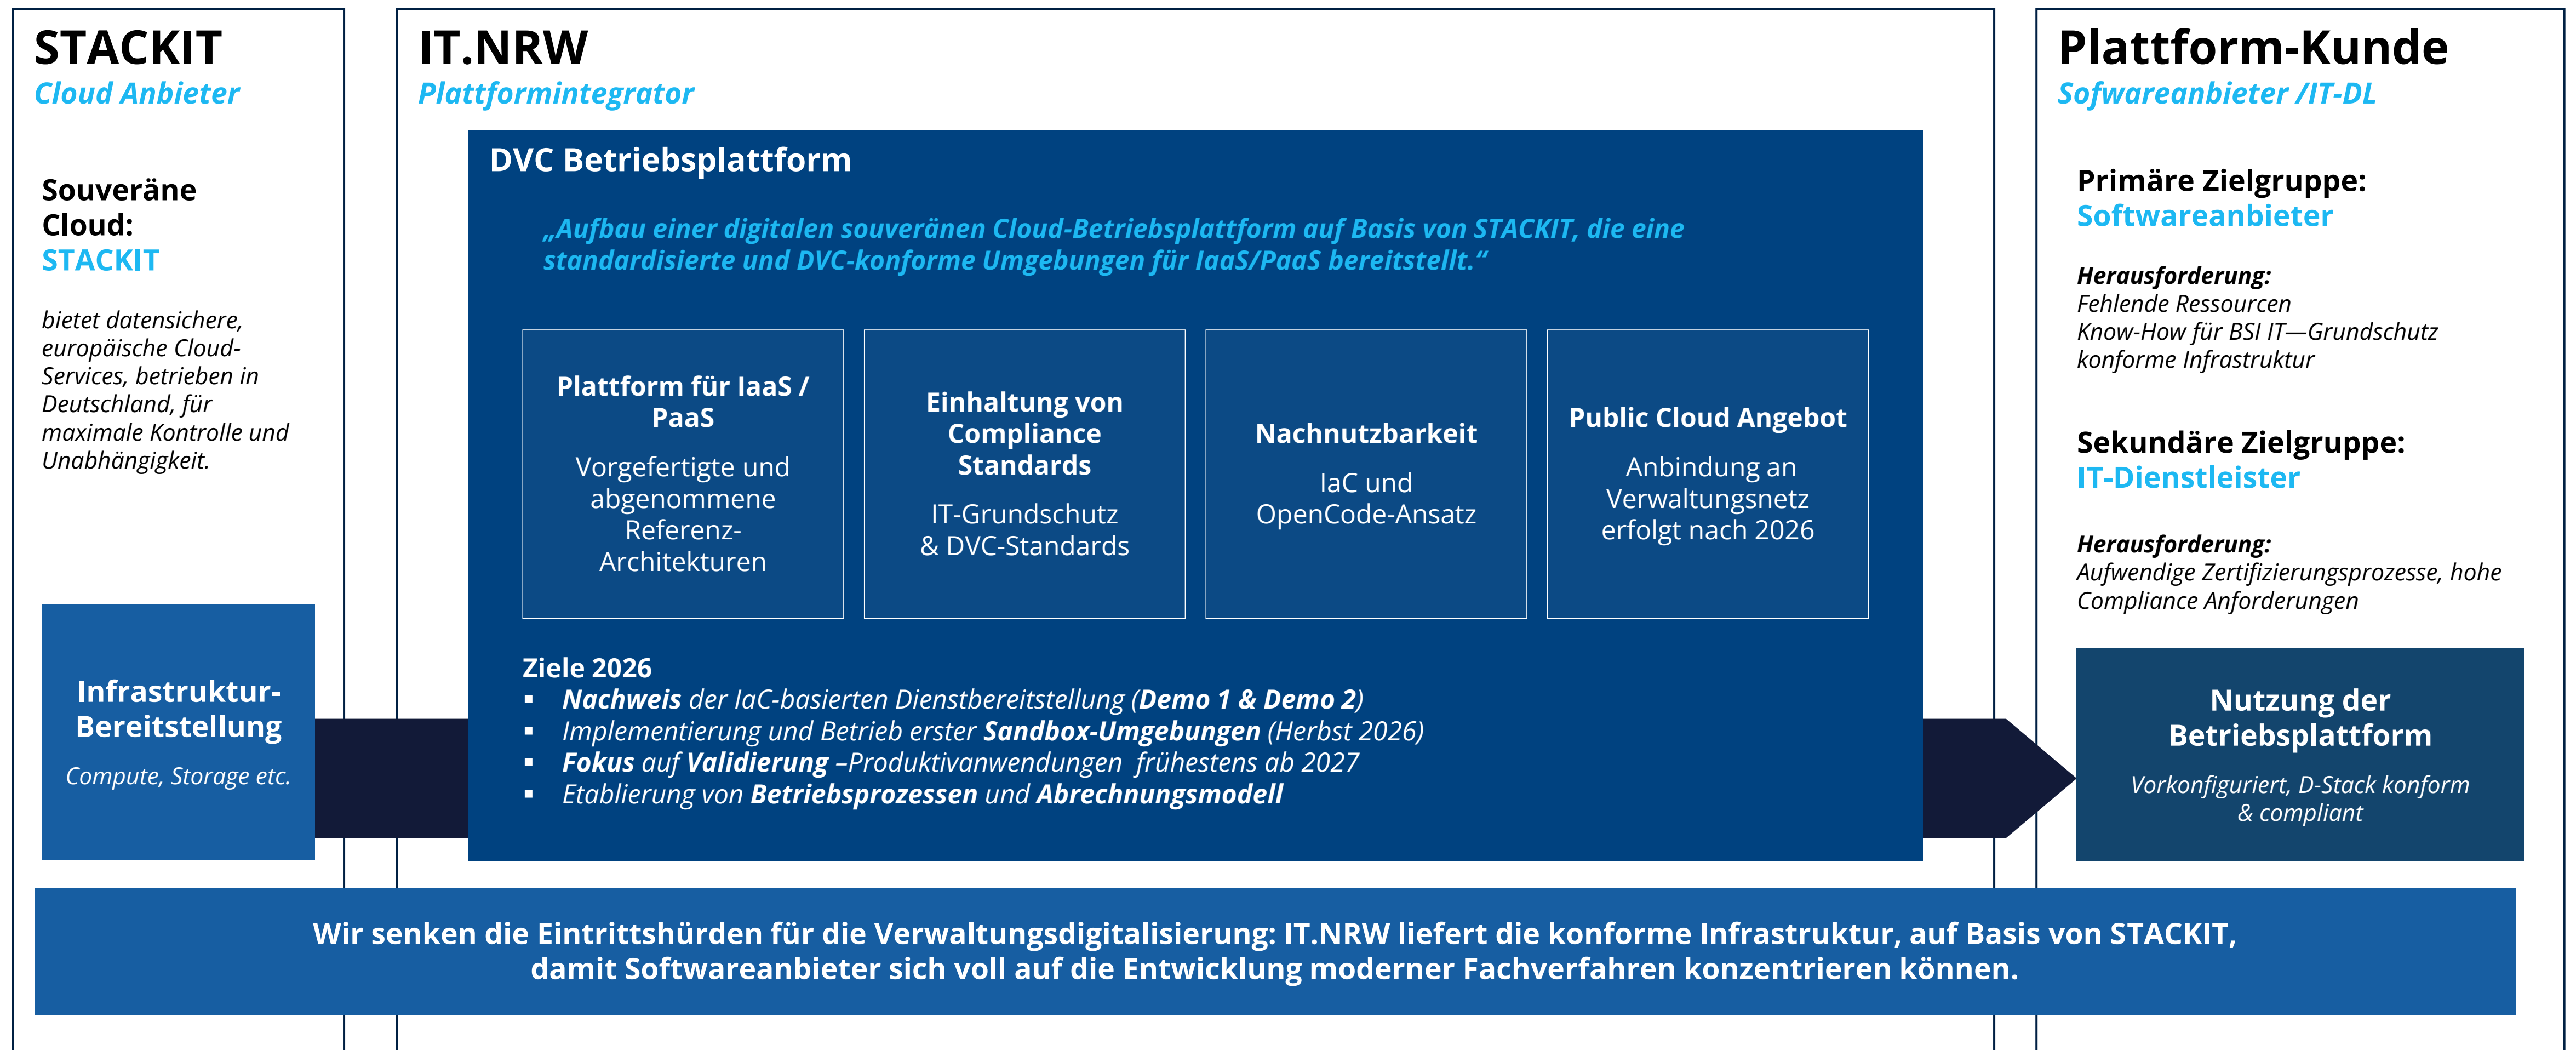 STACKIT
Cloud Anbieter
Souveräne
Cloud:
STACKIT
bietet datensichere,
europäische Cloud-
Services, betrieben in
Deutschland, für
maximale Kontrolle und
Unabhängigkeit.
Infrastruktur-
Bereitstellung
Compute, Storage etc.
IT.NRW
Plattformintegrator
DVC Betriebsplattform
„Aufbau einer digitalen souveränen Cloud-Betriebsplattform auf Basis von STACKIT, die eine
standardisierte und DVC-konforme Umgebungen für IaaS/PaaS bereitstellt.“
Plattform für IaaS /
PaaS
Vorgefertigte und
abgenommene
Referenz-
Architekturen
Einhaltung von
Compliance
Standards
IT-Grundschutz
& DVC-Standards
Nachnutzbarkeit
IaC und
OpenCode-Ansatz
Public Cloud Angebot
Anbindung an
Verwaltungsnetz
erfolgt nach 2026
Ziele 2026
▪ Nachweis der IaC-basierten Dienstbereitstellung (Demo 1 & Demo 2)
▪ Implementierung und Betrieb erster Sandbox-Umgebungen (Herbst 2026)
▪ Fokus auf Validierung –Produktivanwendungen frühestens ab 2027
▪ Etablierung von Betriebsprozessen und Abrechnungsmodell
Plattform-Kunde
Sofwareanbieter /IT-DL
Primäre Zielgruppe:
Softwareanbieter
Herausforderung:
Fehlende Ressourcen
Know-How für BSI IT—Grundschutz
konforme Infrastruktur
Sekundäre Zielgruppe:
IT-Dienstleister
Herausforderung:
Aufwendige Zertifizierungsprozesse, hohe
Compliance Anforderungen
Nutzung der
Betriebsplattform
Vorkonfiguriert, D-Stack konform
& compliant
Wir senken die Eintrittshürden für die Verwaltungsdigitalisierung: IT.NRW liefert die konforme Infrastruktur, auf Basis von STACKIT,
damit Softwareanbieter sich voll auf die Entwicklung moderner Fachverfahren konzentrieren können.